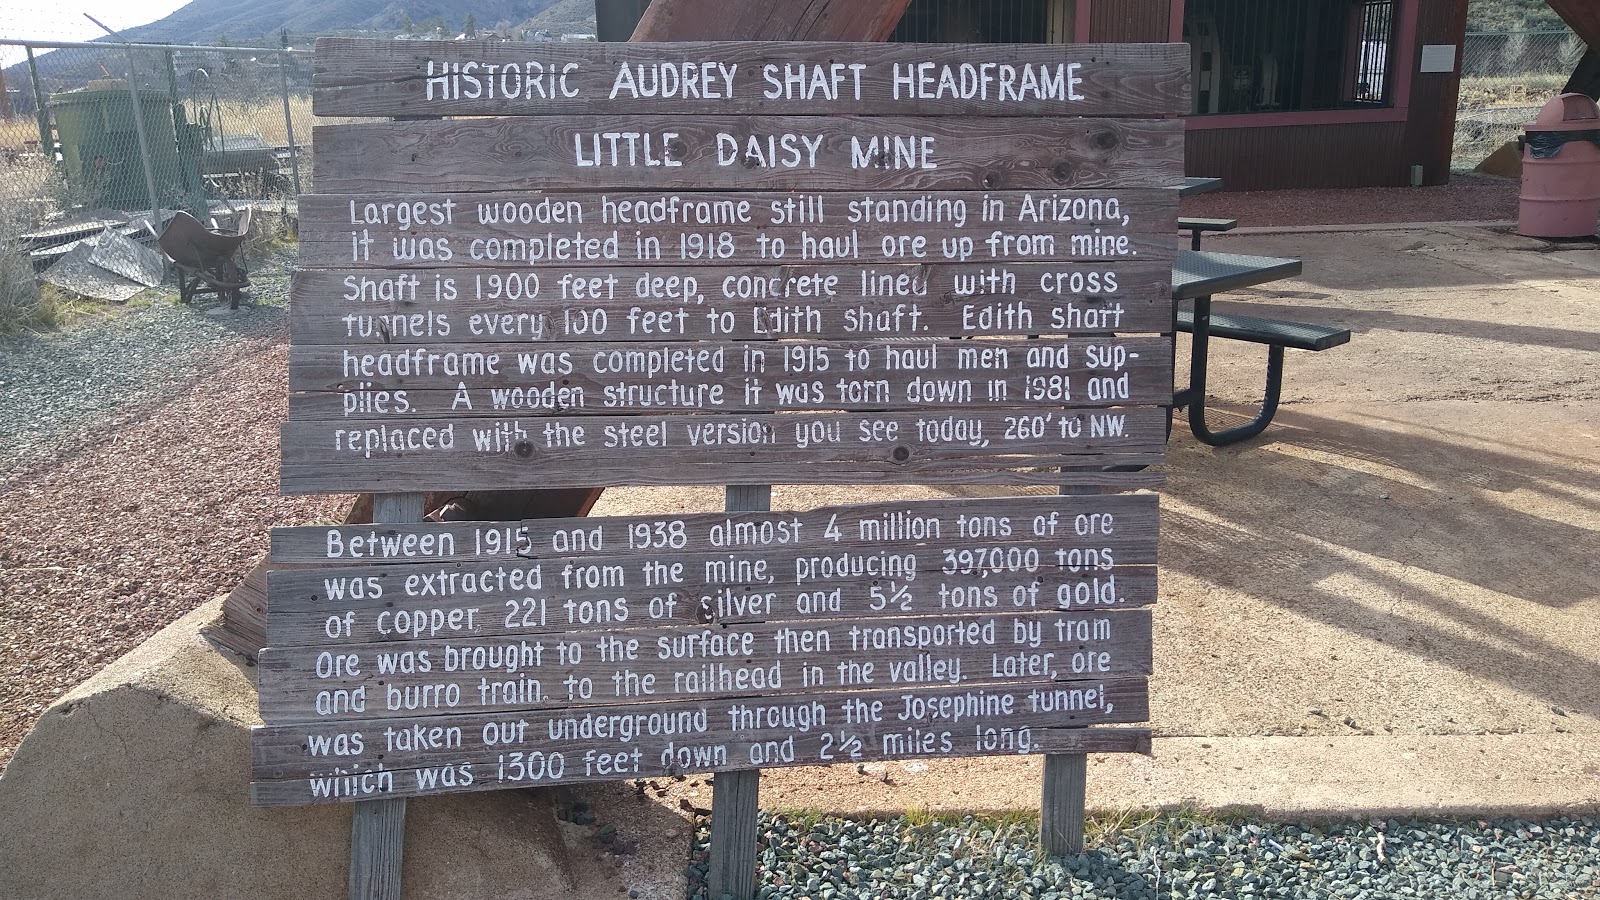 HISTORIC AUDREY SHAFT HEADFRAME
LITTLE DAISY MINE
Largest wooden headframe still standing in Arizona,
it was completed in 1918 to haul ore up from mine.
Shaft is 1900 feet deep, concrete lined with cross
tunnels every 100 feet to Edith shaft. Edith shaft
headframe was completed in 1915 to haul men and sup-
plies. A wooden structure it was torn down in 1981 and
replaced with the steel version you see today, 260' to NW.
Between 1915 and 1938 almost 4 million tons of ore
was extracted from the mine, producing 397,000 tons
of copper, 221 tons of silver and 5½ tons of gold.
Ore was brought to the surface then transported by tram
and burro train, to the railhead in the valley. Later, ore
was taken out underground through the Josephine tunnel,
which was 1300 feet down and 2½ miles long.